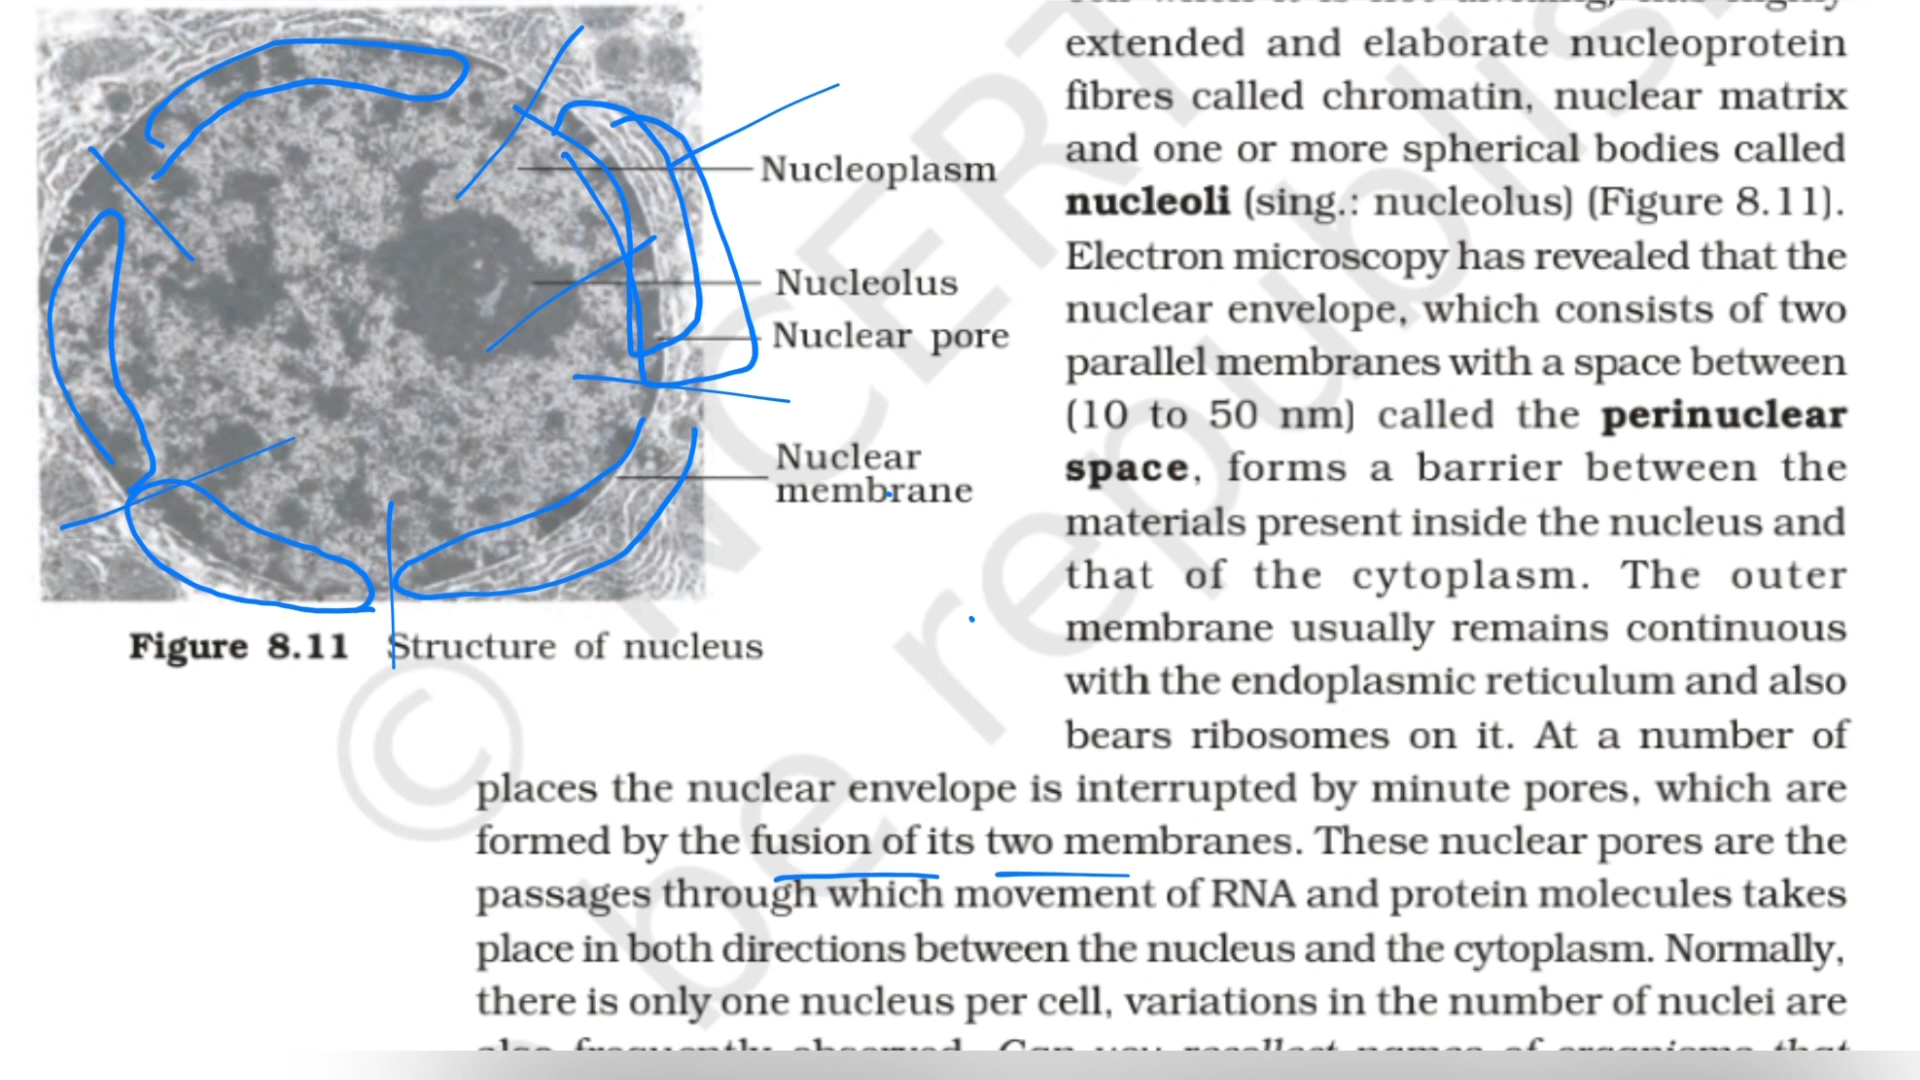 extended and elaborate nucleoprotein
fibres called chromatin, nuclear matrix
and one or more spherical bodies called
nucleoli (sing.: nucleolus) (Figure 8.11).
Electron microscopy has revealed that the
nuclear envelope, which consists of two
parallel membranes with a space between
(10 to 50 nm) called the perinuclear
space, forms a barrier between the
materials present inside the nucleus and
that of the cytoplasm. The outer
membrane usually remains continuous
with the endoplasmic reticulum and also
bears ribosomes on it. At a number of
places the nuclear envelope is interrupted by minute pores, which are
formed by the fusion of its two membranes. These nuclear pores are the
passages through which movement of RNA and protein molecules takes
place in both directions between the nucleus and the cytoplasm. Normally,
there is only one nucleus per cell, variations in the number of nuclei are
Nucleoplasm
Nucleolus
Nuclear pore
Nuclear
membrane
Figure 8.11 Structure of nucleus
© NCERT
be republis